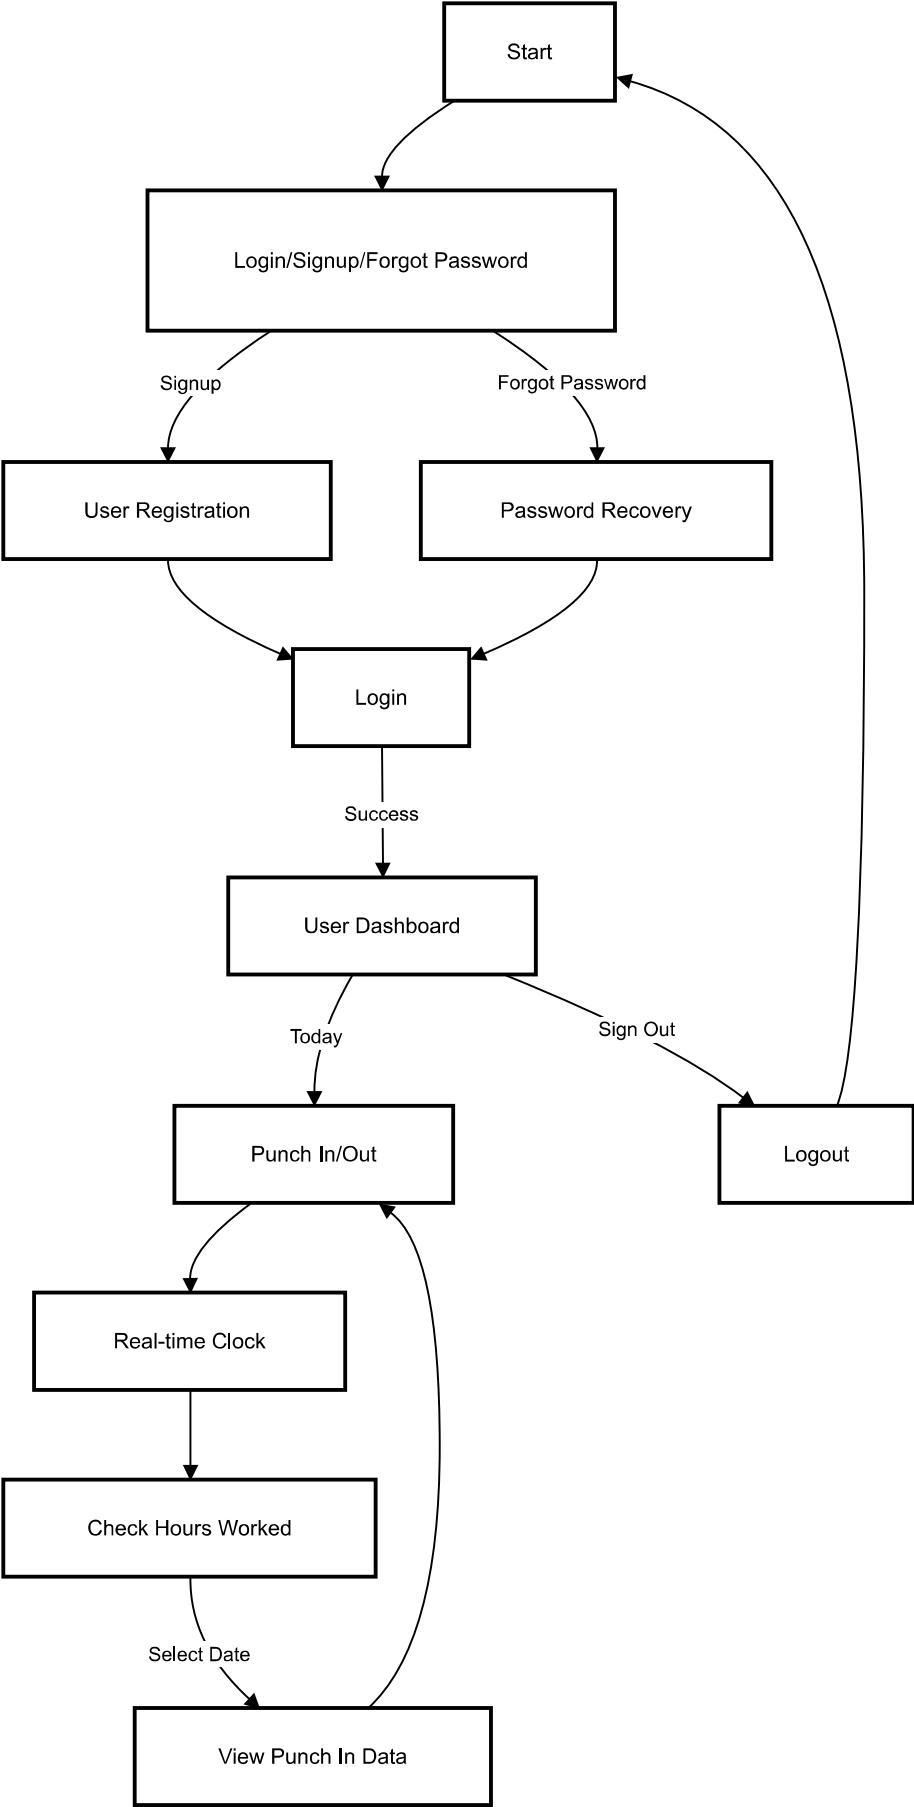 Start
Login/Signup/Forgot Password
Signup
Forgot Password
User Registration
Password Recovery
Login
Success
User Dashboard
Today
Sign Out
Punch In/Out
Logout
Real-time Clock
Check Hours Worked
Select Date
View Punch In Data